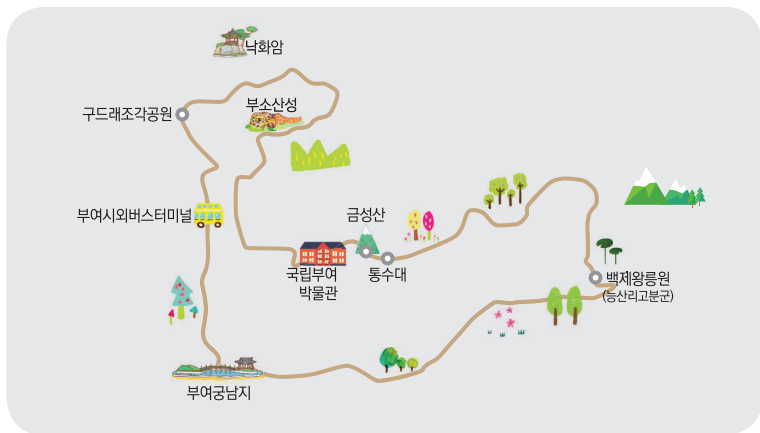 낙화암
부소산성
구드래조각공원
부여시외버스터미널
금성산
국립부여
박물관
통수대
백제왕릉원
(능산리고분군)
부여궁남지